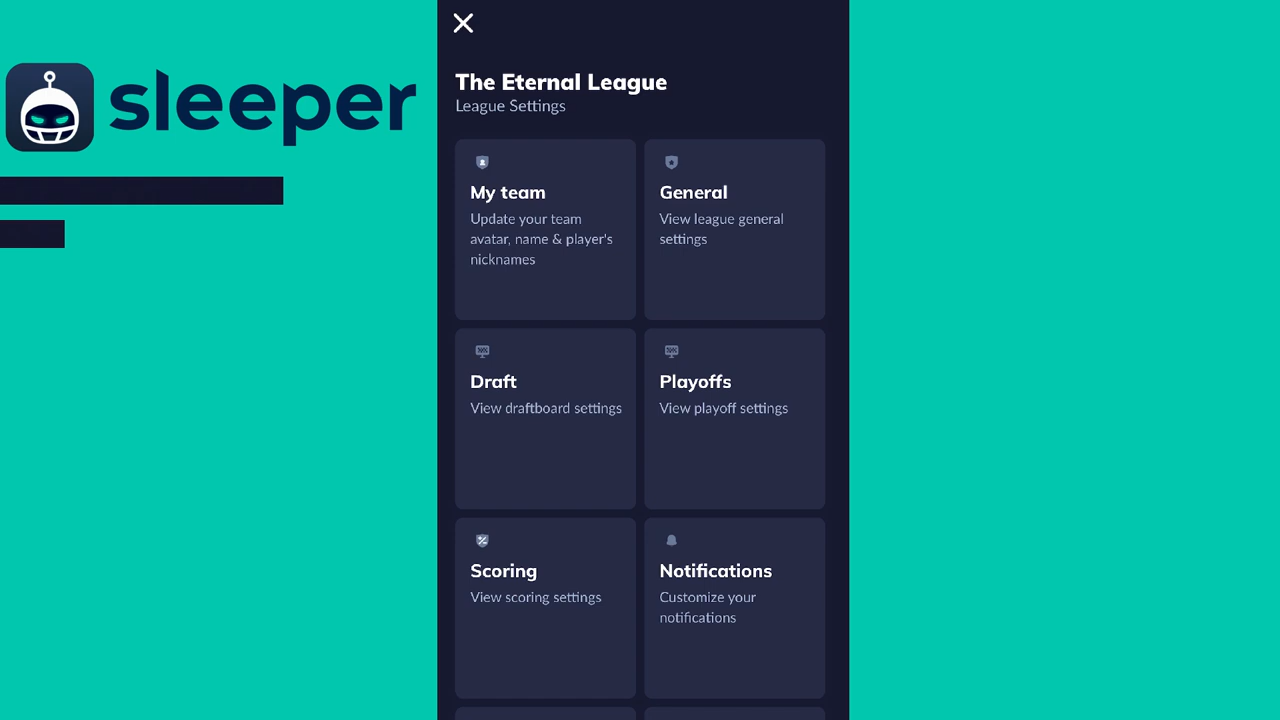 sleeper
The Eternal League
League Settings
My team
Update your team
avatar, name & player's
nicknames
General
View league general
settings
Draft
View draftboard settings
Playoffs
View playoff settings
Scoring
View scoring settings
Notifications
Customize your
notifications